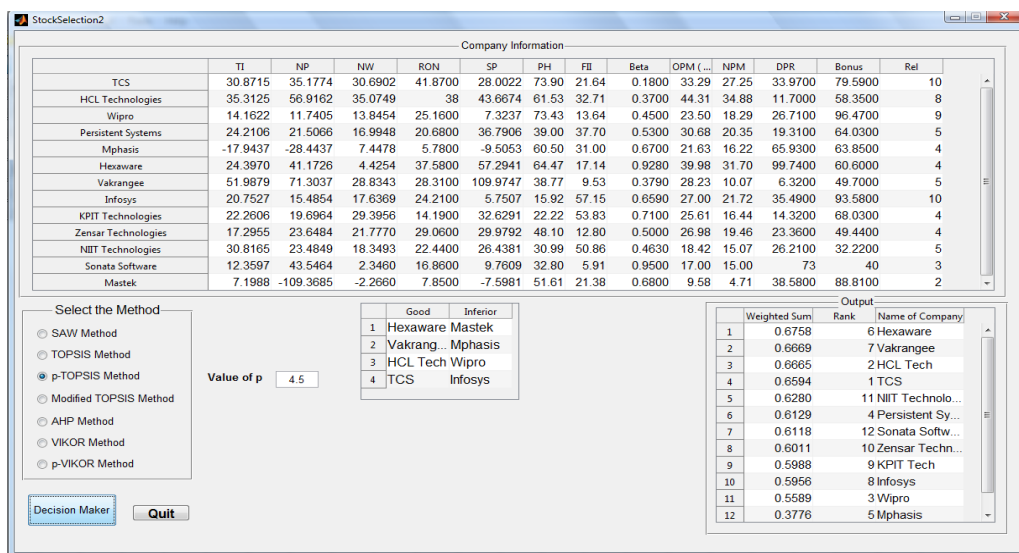 StockSelection2
Company Information
TI NP NW RON SP PH FII Beta OPM ( ... NPM DPR Bonus Rel
TCS 30.8715 35.1774 30.6902 41.8700 28.0022 73.90 21.64 0.1800 33.29 27.25 33.9700 79.5900 10
HCL Technologies 35.3125 56.9162 35.0749 38 43.6674 61.53 32.71 0.3700 44.31 34.88 11.7000 58.3500 8
Wipro 14.1622 11.7405 13.8454 25.1600 7.3237 73.43 13.64 0.4500 23.50 18.29 26.7100 96.4700 9
Persistent Systems 24.2106 21.5066 16.9948 20.6800 36.7906 39.00 37.70 0.5300 30.68 20.35 19.3100 64.0300 5
Mphasis -17.9437 -28.4437 7.4478 5.7800 -9.5053 60.50 31.00 0.6700 21.63 16.22 65.9300 63.8500 4
Hexaware 24.3970 41.1726 4.4254 37.5800 57.2941 64.47 17.14 0.9280 39.98 31.70 99.7400 60.6000 4
Vakrangee 51.9879 71.3037 28.8343 28.3100 109.9747 38.77 9.53 0.3790 28.23 10.07 6.3200 49.7000 5
Infosys 20.7527 15.4854 17.6369 24.2100 5.7507 15.92 57.15 0.6590 27.00 21.72 35.4900 93.5800 10
KPIT Technologies 22.2606 19.6964 29.3956 14.1900 32.6291 22.22 53.83 0.7100 25.61 16.44 14.3200 68.0300 4
Zensar Technologies 17.2955 23.6484 21.7770 29.0600 29.9792 48.10 12.80 0.5000 26.98 19.46 23.3600 49.4400 4
NIIT Technologies 30.8165 23.4849 18.3493 22.4400 26.4381 30.99 50.86 0.4630 18.42 15.07 26.2100 32.2200 5
Sonata Software 12.3597 43.5464 2.3460 16.8600 9.7609 32.80 5.91 0.9500 17.00 15.00 73 40 3
Mastek 7.1988 -109.3685 -2.2660 7.8500 -7.5981 51.61 21.38 0.6800 9.58 4.71 38.5800 88.8100 2
Select the Method
SAW Method
TOPSIS Method
p-TOPSIS Method
Modified TOPSIS Method
AHP Method
VIKOR Method
p-VIKOR Method
Decision Maker
Quit
Value of p 4.5
Good Inferior
1 Hexaware Mastek
2 Vakrang... Mphasis
3 HCL Tech Wipro
4 TCS Infosys
Output
Weighted Sum Rank Name of Company
1 0.6758 6 Hexaware
2 0.6669 7 Vakrangee
3 0.6665 2 HCL Tech
4 0.6594 1 TCS
5 0.6280 11 NIIT Technolo...
6 0.6129 4 Persistent Sy...
7 0.6118 12 Sonata Softw...
8 0.6011 10 Zensar Techn...
9 0.5988 9 KPIT Tech
10 0.5956 8 Infosys
11 0.5589 3 Wipro
12 0.3776 5 Mphasis